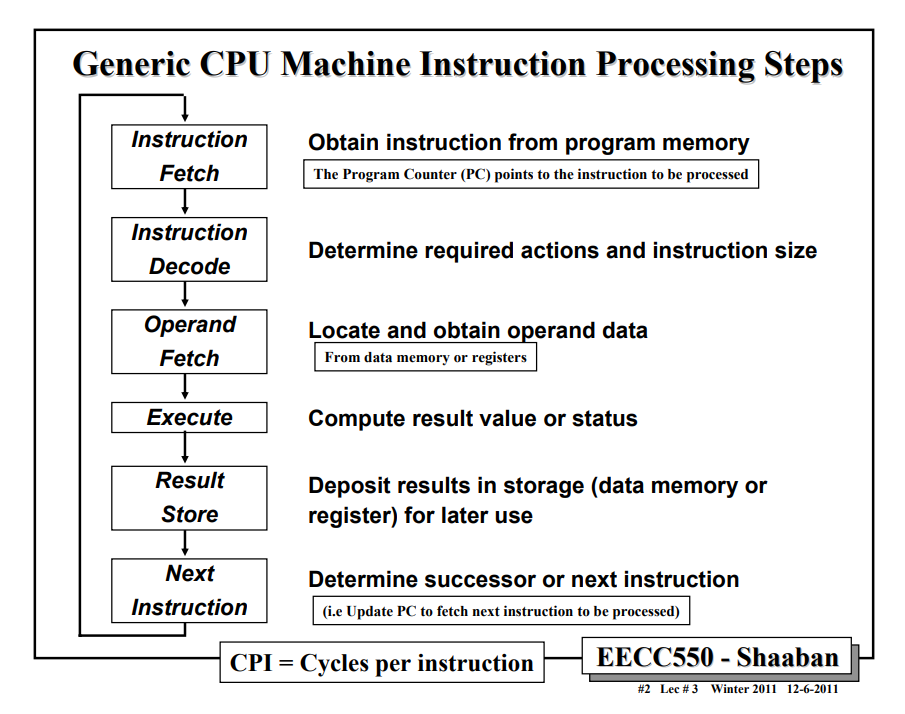 Generic CPU Machine Instruction Processing Steps
Instruction
Fetch
Obtain instruction from program memory
The Program Counter (PC) points to the instruction to be processed
Instruction
Decode
Determine required actions and instruction size
Operand
Fetch
Locate and obtain operand data
From data memory or registers
Execute
Compute result value or status
Result
Store
Deposit results in storage (data memory or
register) for later use
Next
Instruction
Determine successor or next instruction
(i.e Update PC to fetch next instruction to be processed)
CPI = Cycles per instruction
EECC550 - Shaaban
#2 Lec # 3 Winter 2011 12-6-2011